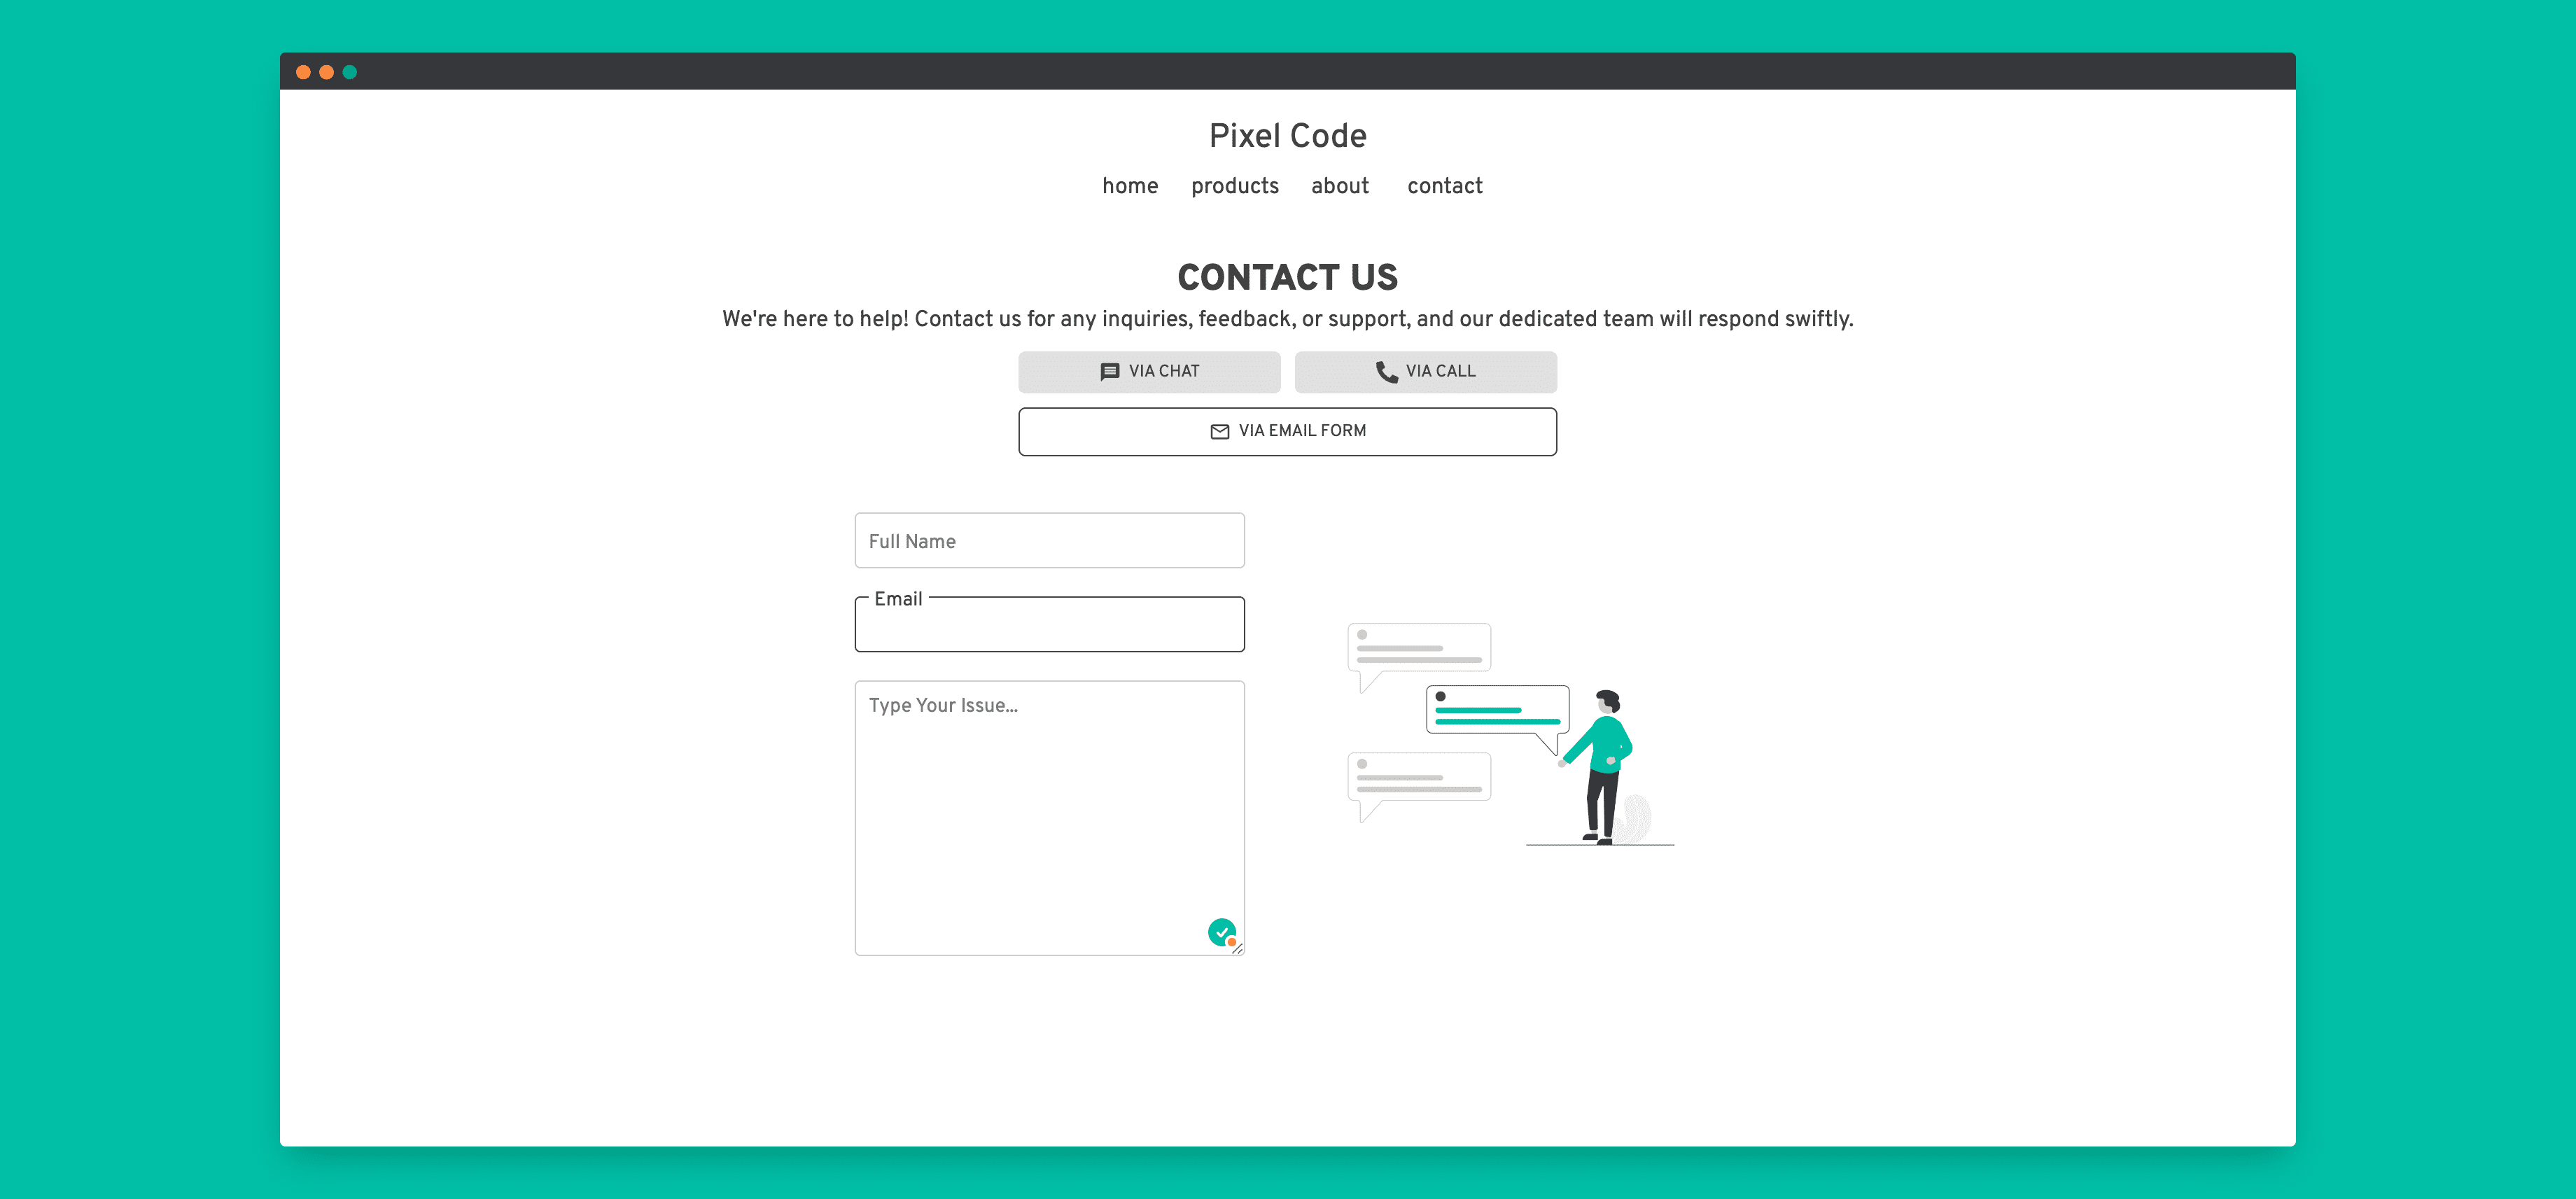 Pixel Code
home products about contact
CONTACT US
We're here to help! Contact us for any inquiries, feedback, or support, and our dedicated team will respond swiftly.
VIA CHAT VIA CALL
VIA EMAIL FORM
Full Name
Email
Type Your Issue...